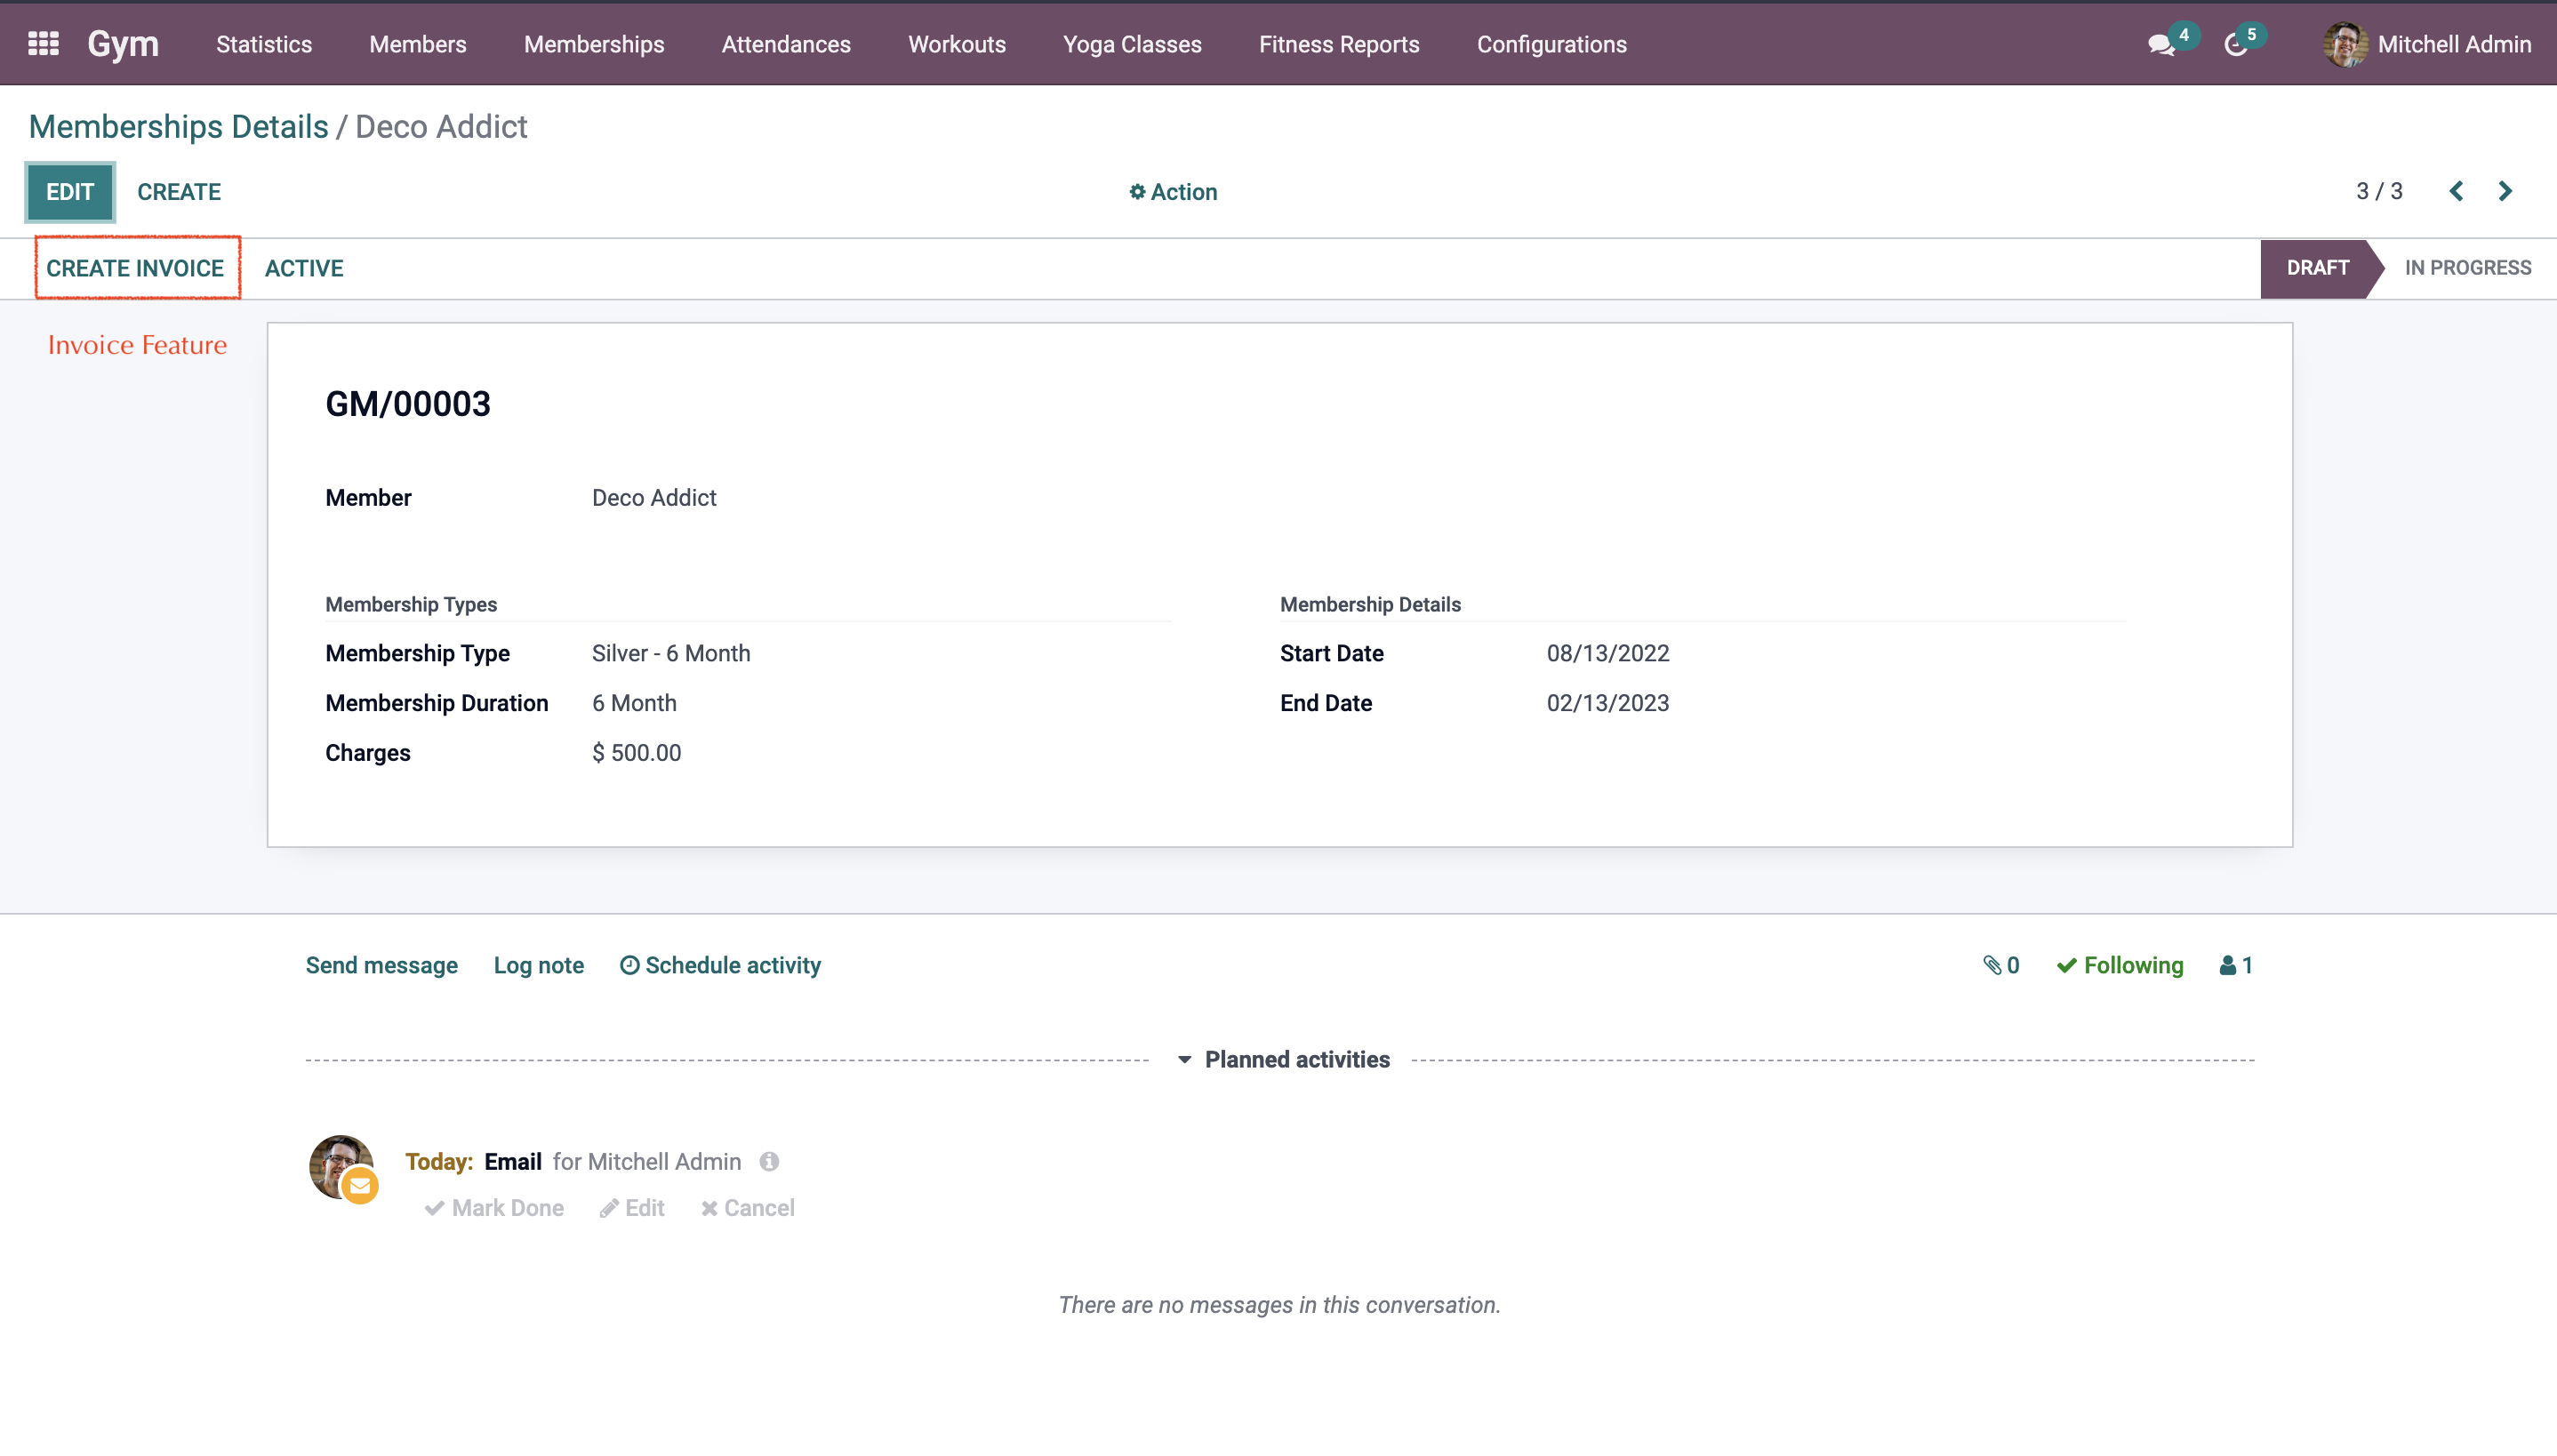 Gym Statistics Members Memberships Attendances Workouts Yoga Classes Fitness Reports Configurations 4 5 Mitchell Admin
Memberships Details / Deco Addict
EDIT CREATE Action 3 / 3
CREATE INVOICE ACTIVE DRAFT IN PROGRESS
Invoice Feature
GM/00003
Member Deco Addict
Membership Types Membership Details
Membership Type Silver - 6 Month Start Date 08/13/2022
Membership Duration 6 Month End Date 02/13/2023
Charges $ 500.00
Send message Log note Schedule activity 0 Following 1
Planned activities
Today: Email for Mitchell Admin
Mark Done Edit Cancel
There are no messages in this conversation.